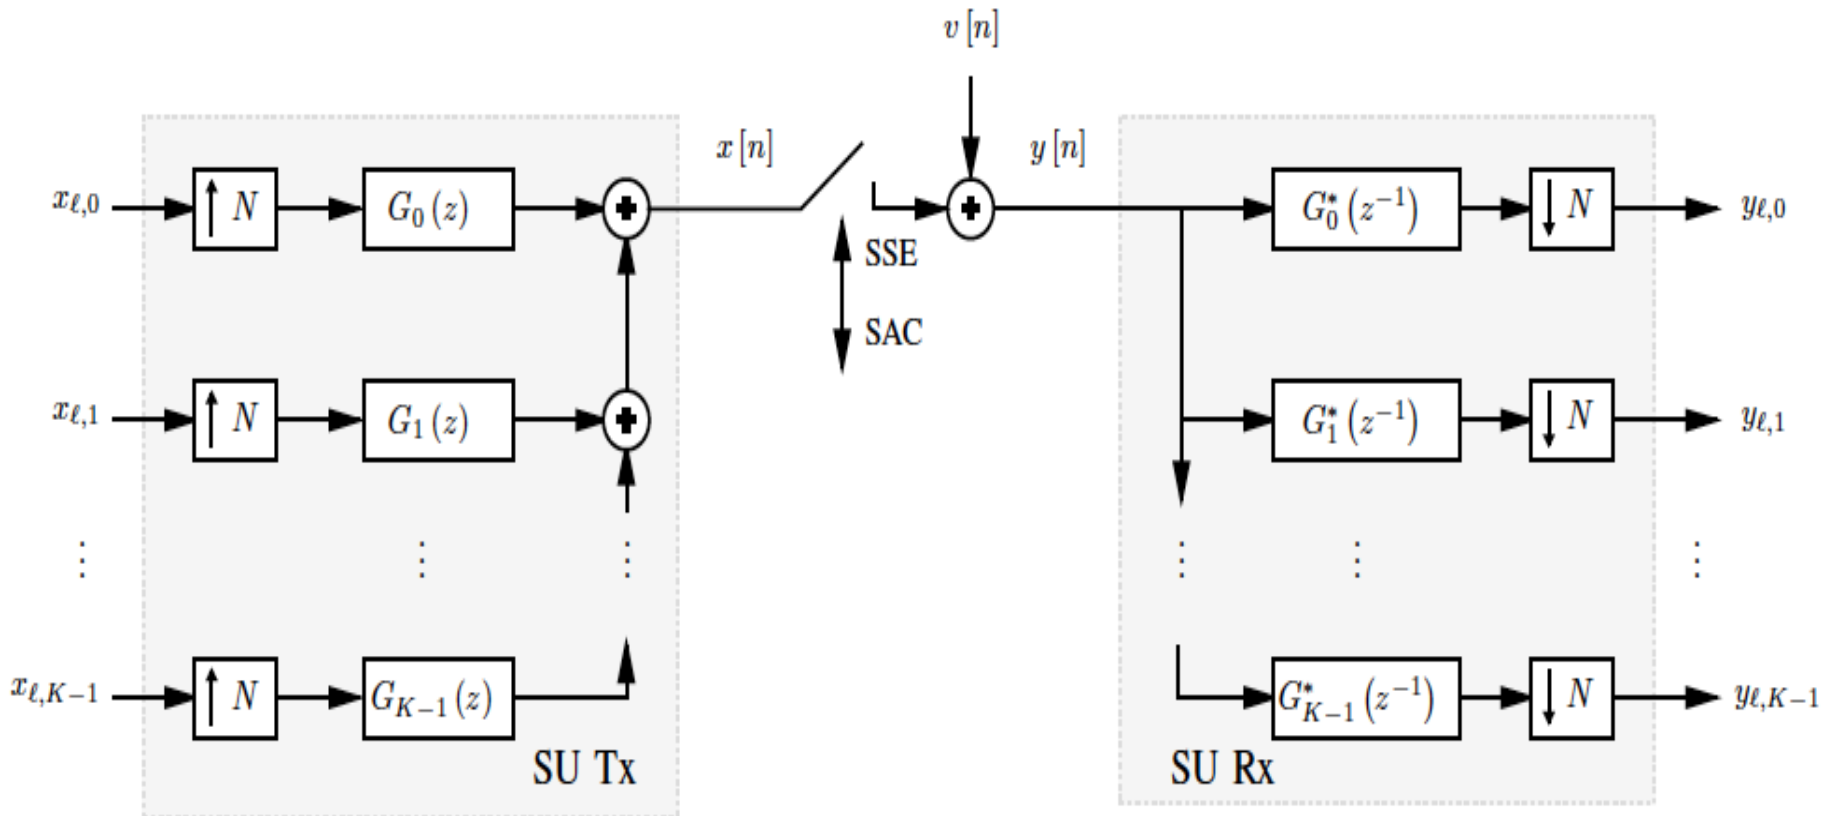 v[n]
x[n]
y[n]
x_{ℓ,0}
↑ N
G_0(z)
SSE
G_0^*(z^{-1})
↓ N
y_{ℓ,0}
SAC
x_{ℓ,1}
↑ N
G_1(z)
G_1^*(z^{-1})
↓ N
y_{ℓ,1}
x_{ℓ,K-1}
↑ N
G_{K-1}(z)
G_{K-1}^*(z^{-1})
↓ N
y_{ℓ,K-1}
SU Tx
SU Rx